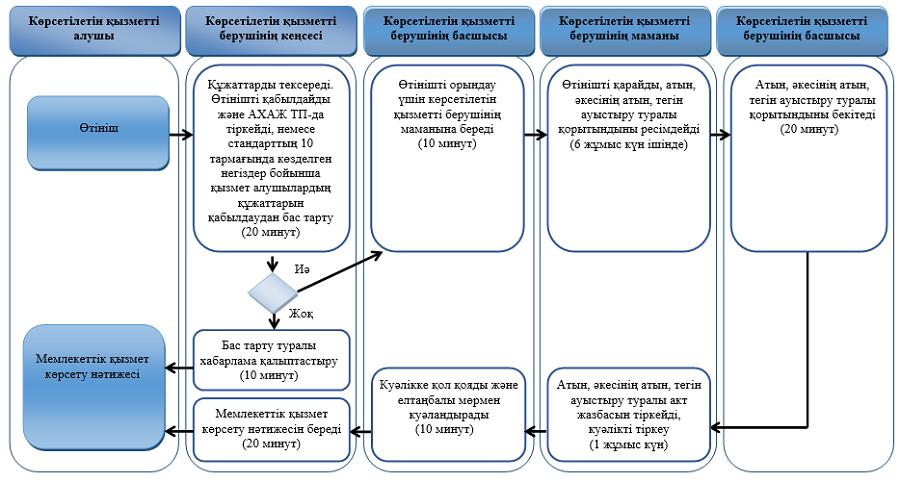 Көрсетілетін қызметті
алушы
Көрсетілетін қызметті
берушінің кеңсесі
Көрсетілетін қызметті
берушінің басшысы
Көрсетілетін қызметті
берушінің маманы
Көрсетілетін қызметті
берушінің басшысы
Өтініш
Құжаттарды тексереді.
Өтінішті қабылдайды
және АХАЖ ТП-да
тіркейді, немесе
стандарттың 10
тармағында көзделген
негіздер бойынша
қызмет алушылардың
құжаттарын
қабылдаудан бас тарту
(20 минут)
Өтінішті орындау
үшін көрсетілетін
қызметті берушінің
маманына береді
(10 минут)
Өтінішті қарайды, атын,
әкесінің атын, тегін
ауыстыру туралы
қорытындыны ресімдейді
(6 жұмыс күн ішінде)
Атын, әкесінің атын,
тегін ауыстыру туралы
қорытындыны бекітеді
(20 минут)
Иә
Жоқ
Мемлекеттік қызмет
көрсету нәтижесі
Бас тарту туралы
хабарлама қалыптастыру
(10 минут)
Мемлекеттік қызмет
көрсету нәтижесін береді
(20 минут)
Куәлікке қол қояды және
елтаңбалы мөрмен
куәландырады
(10 минут)
Атын, әкесінің атын, тегін
ауыстыру туралы акт
жазбасын тіркейді,
куәлікті тіркеу
(1 жұмыс күн)